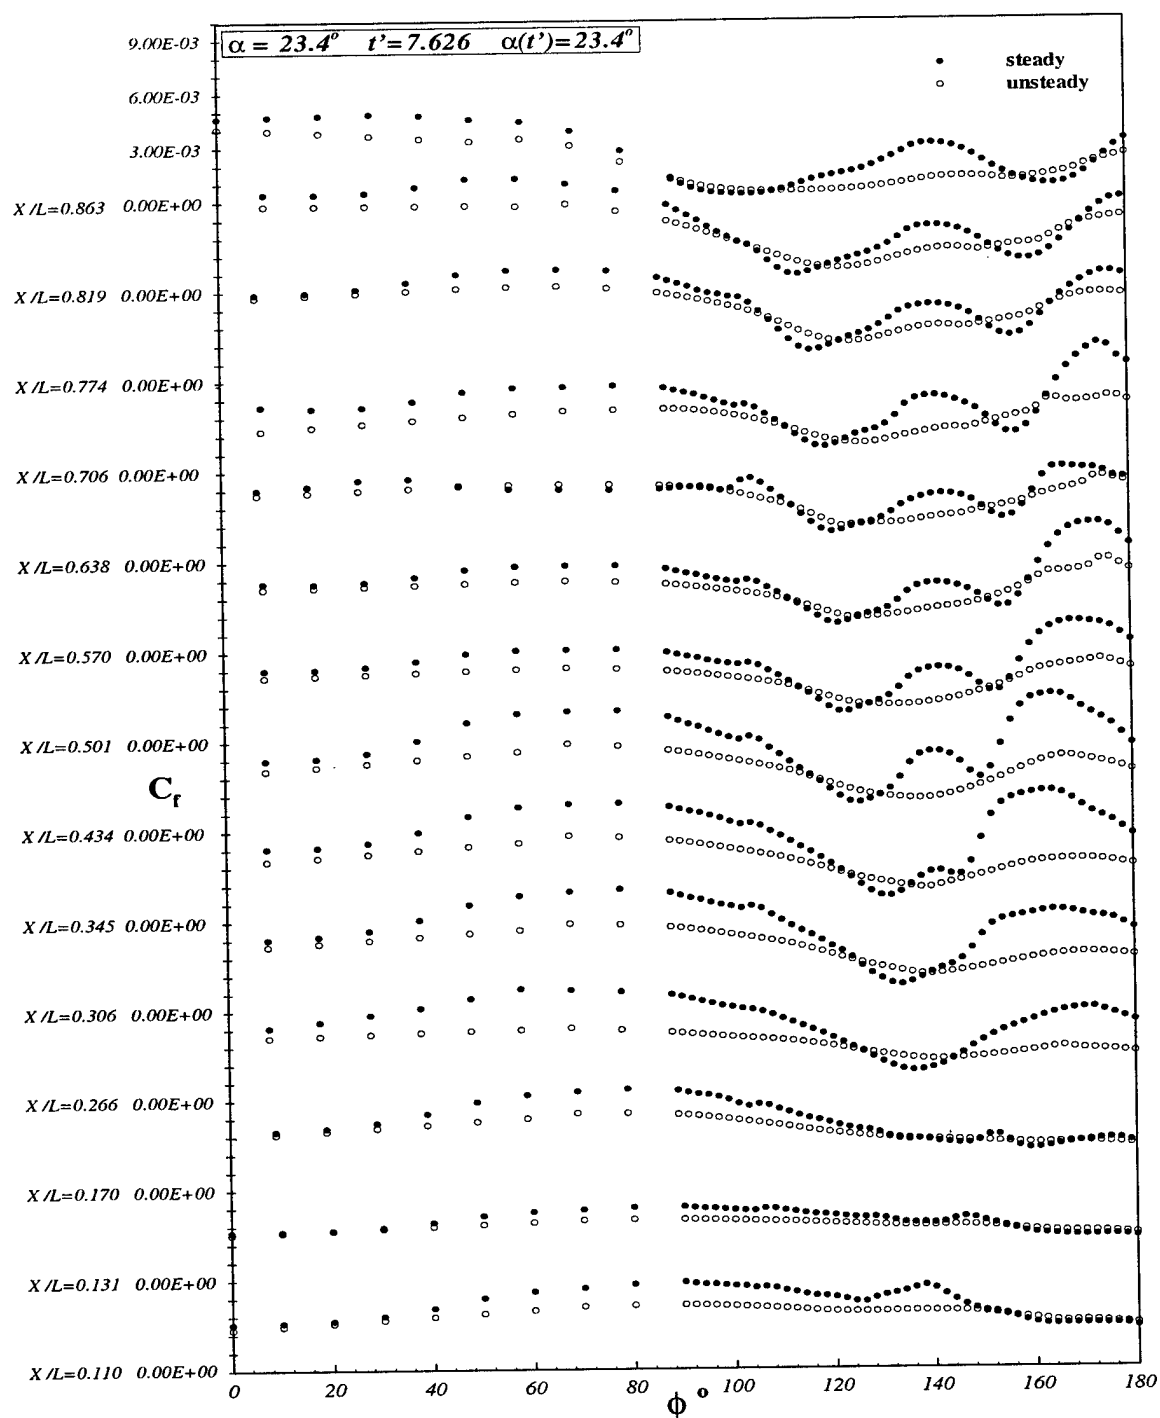 α = 23.4° t'=7.626 α(t')=23.4°
9.00E-03
steady
unsteady
6.00E-03
3.00E-03
X/L=0.863 0.00E+00
X/L=0.819 0.00E+00
X/L=0.774 0.00E+00
X/L=0.706 0.00E+00
X/L=0.638 0.00E+00
X/L=0.570 0.00E+00
X/L=0.501 0.00E+00
Cf
X/L=0.434 0.00E+00
X/L=0.345 0.00E+00
X/L=0.306 0.00E+00
X/L=0.266 0.00E+00
X/L=0.170 0.00E+00
X/L=0.131 0.00E+00
X/L=0.110 0.00E+00
0 20 40 60 80 100 120 140 160 180
ϕ °